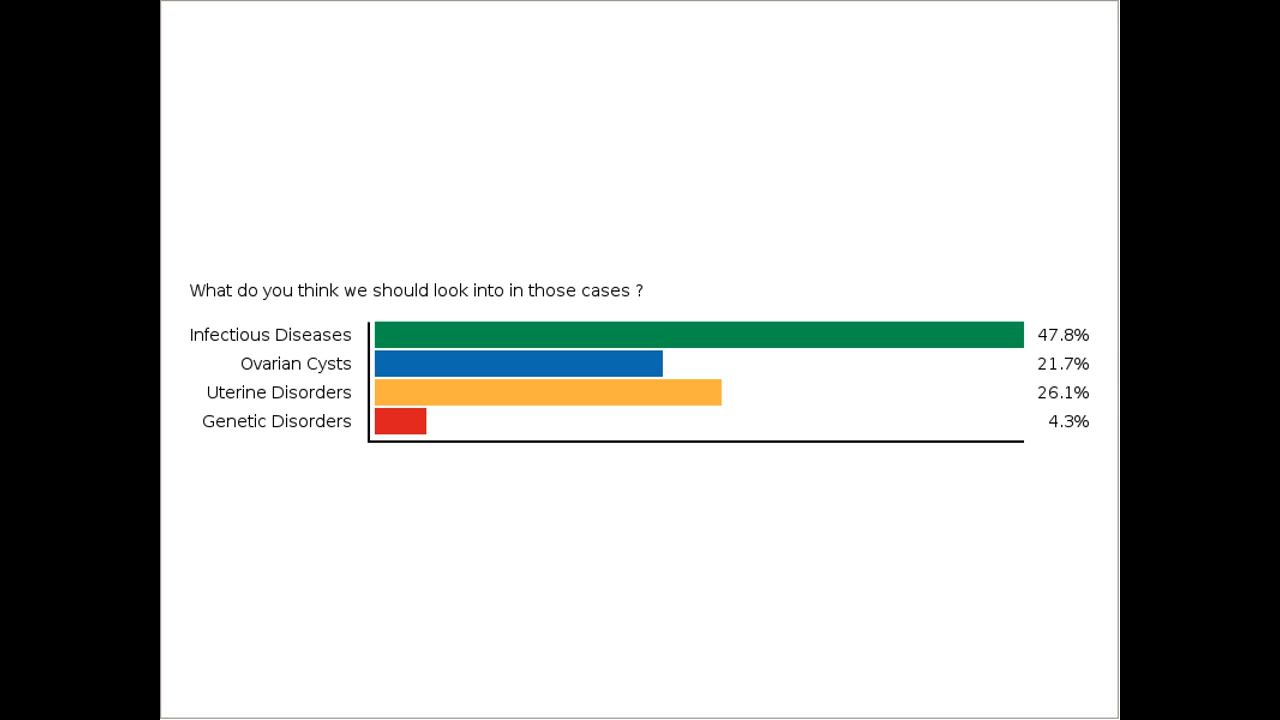 What do you think we should look into in those cases ?
Infectious Diseases 47.8%
Ovarian Cysts 21.7%
Uterine Disorders 26.1%
Genetic Disorders 4.3%